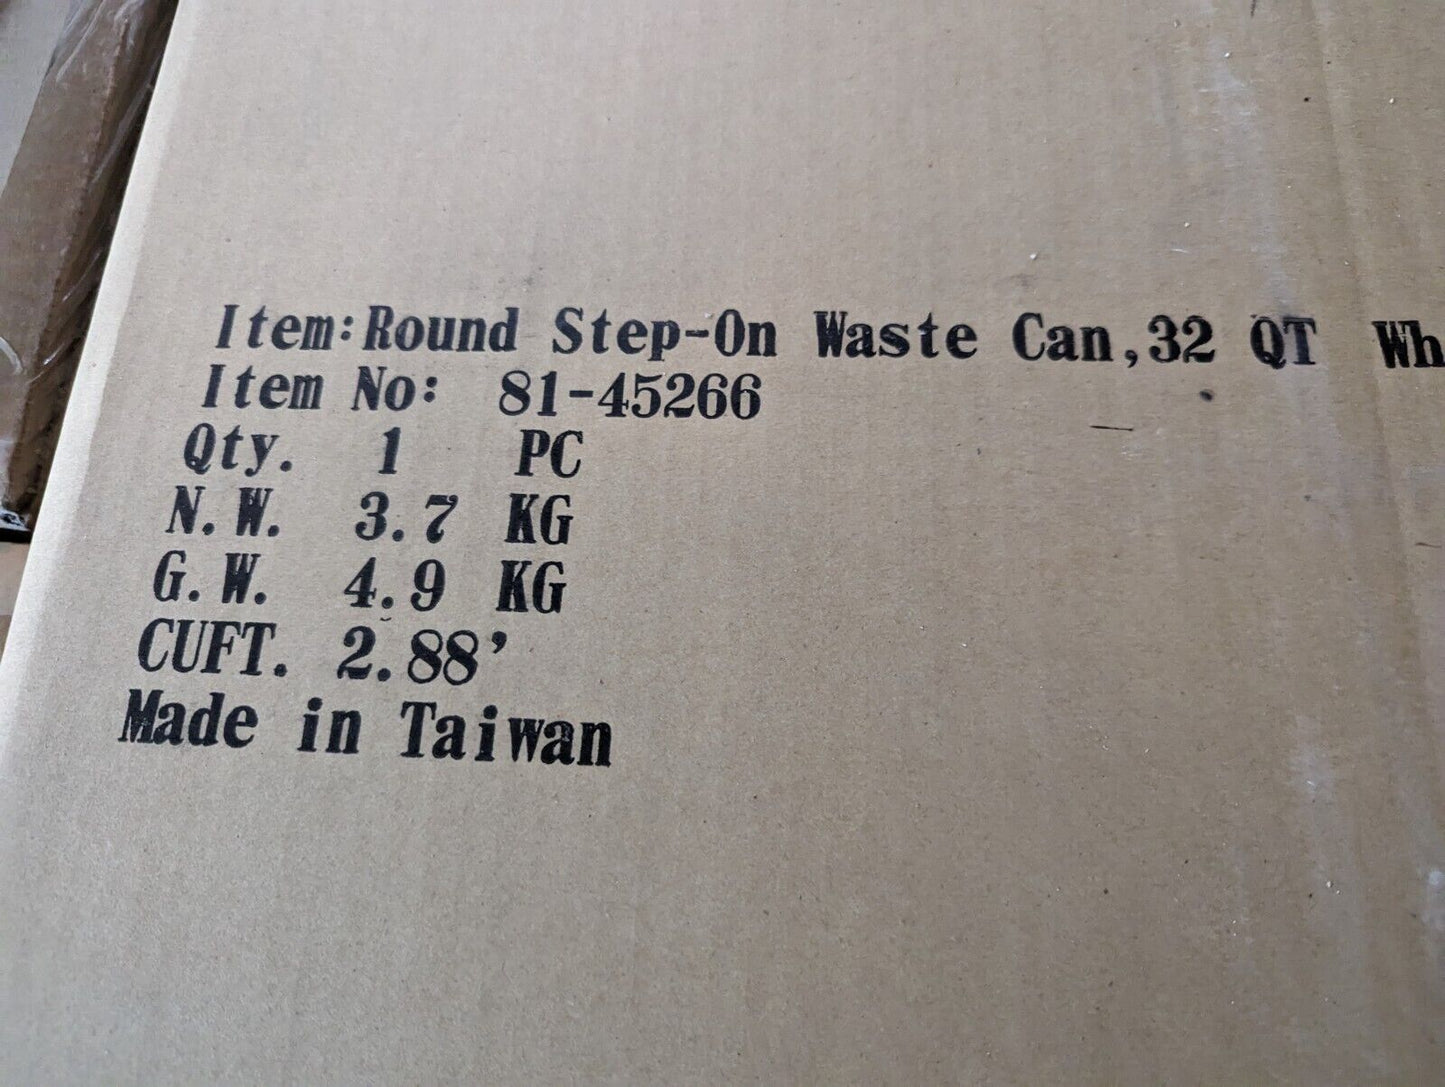 Item:Round Step-On Waste Can,32 QT Wh
Item No: 81-45266
Qty. 1 PC
N.W. 3.7 KG
G.W. 4.9 KG
CUFT. 2.88'
Made in Taiwan